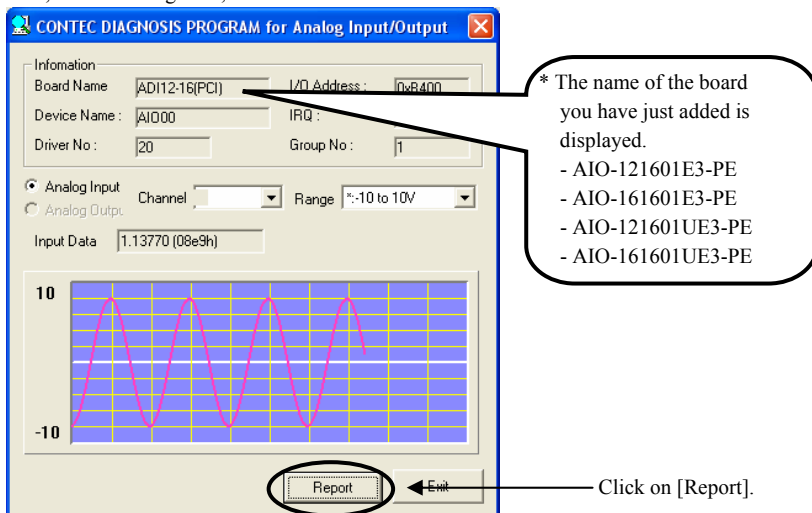 CONTEC DIAGNOSIS PROGRAM for Analog Input/Output
Infomation
Board Name ADI12-16(PCI) I/O Address : 0xB400
Device Name : AIO00 IRQ :
Driver No : 20 Group No : 1
Analog Input
Analog Outpu
Channel Range *:-10 to 10V
Input Data 1.13770 (08e9h)
10
-10
Report Exit
* The name of the board
you have just added is
displayed.
- AIO-121601E3-PE
- AIO-161601E3-PE
- AIO-121601UE3-PE
- AIO-161601UE3-PE
Click on [Report].